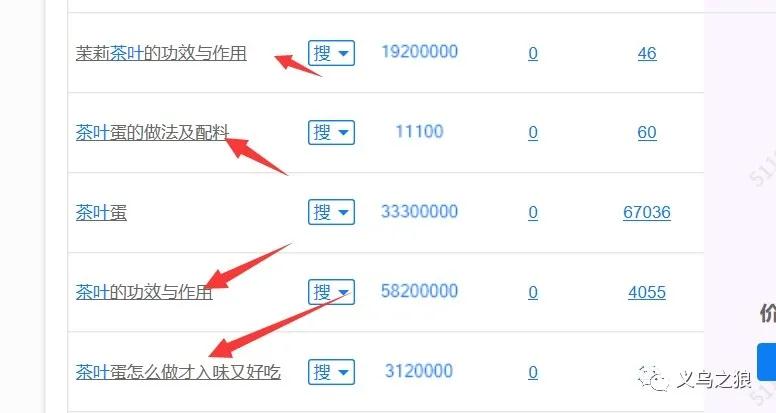 茉莉茶叶的功效与作用 搜 19200000 0 46
茶叶蛋的做法及配料 搜 11100 0 60
茶叶蛋 搜 33300000 0 67036
茶叶的功效与作用 搜 58200000 0 4055
价
茶叶蛋怎么做才入味又好吃 搜 3120000 0
义乌之狼